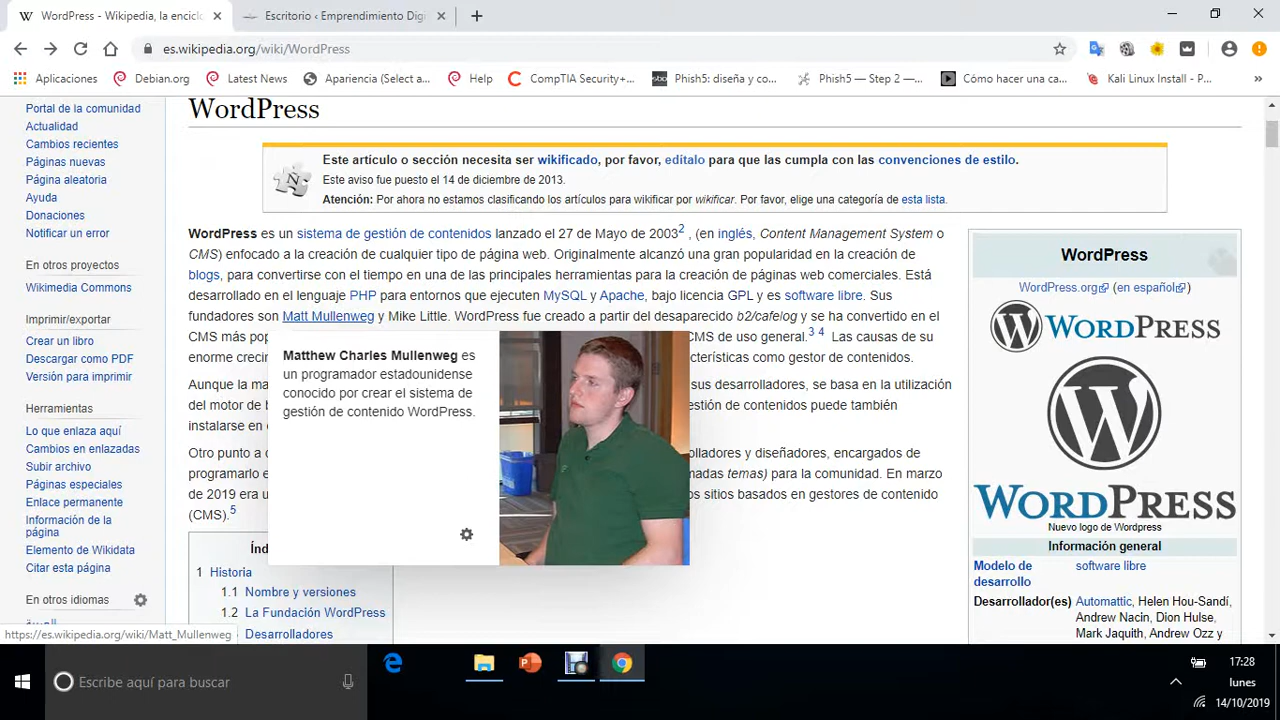 WordPress - Wikipedia, la encicl
Escritorio ‹ Emprendimiento Digi
es.wikipedia.org/wiki/WordPress
Aplicaciones
Debian.org
Latest News
Apariencia (Select a...
Help
CompTIA Security+...
Phish5: diseña y co...
Phish5 — Step 2 —...
Cómo hacer una ca...
Kali Linux Install - P...
Portal de la comunidad
Actualidad
Cambios recientes
Páginas nuevas
Página aleatoria
Ayuda
Donaciones
Notificar un error
En otros proyectos
Wikimedia Commons
Imprimir/exportar
Crear un libro
Descargar como PDF
Versión para imprimir
Herramientas
Lo que enlaza aquí
Cambios en enlazadas
Subir archivo
Páginas especiales
Enlace permanente
Información de la
página
Elemento de Wikidata
Citar esta página
En otros idiomas
https://es.wikipedia.org/wiki/Matt_Mullenweg
WordPress
Este artículo o sección necesita ser wikificado, por favor, edítalo para que las cumpla con las convenciones de estilo.
Este aviso fue puesto el 14 de diciembre de 2013.
Atención: Por ahora no estamos clasificando los artículos para wikificar por wikificar. Por favor, elige una categoría de esta lista.
WordPress es un sistema de gestión de contenidos lanzado el 27 de Mayo de 20032 , (en inglés, Content Management System o
CMS) enfocado a la creación de cualquier tipo de página web. Originalmente alcanzó una gran popularidad en la creación de
blogs, para convertirse con el tiempo en una de las principales herramientas para la creación de páginas web comerciales. Está
desarrollado en el lenguaje PHP para entornos que ejecuten MySQL y Apache, bajo licencia GPL y es software libre. Sus
fundadores son Matt Mullenweg y Mike Little. WordPress fue creado a partir del desaparecido b2/cafelog y se ha convertido en el
CMS más pop CMS de uso general.3 4 Las causas de su
enorme crecin cterísticas como gestor de contenidos.
Aunque la ma sus desarrolladores, se basa en la utilización
del motor de b estión de contenidos puede también
instalarse en
Otro punto a c olladores y diseñadores, encargados de
programarlo e madas temas) para la comunidad. En marzo
de 2019 era u os sitios basados en gestores de contenido
(CMS).5
Matthew Charles Mullenweg es
un programador estadounidense
conocido por crear el sistema de
gestión de contenido WordPress.
Índ
1 Historia
1.1 Nombre y versiones
1.2 La Fundación WordPress
Desarrolladores
WordPress
WordPress.org (en español)
WORDPRESS
WORDPRESS
Nuevo logo de Wordpress
Información general
Modelo de software libre
desarrollo
Desarrollador(es) Automattic, Helen Hou-Sandí,
Andrew Nacin, Dion Hulse,
Mark Jaquith, Andrew Ozz y
Escribe aquí para buscar
17:28
lunes
14/10/2019